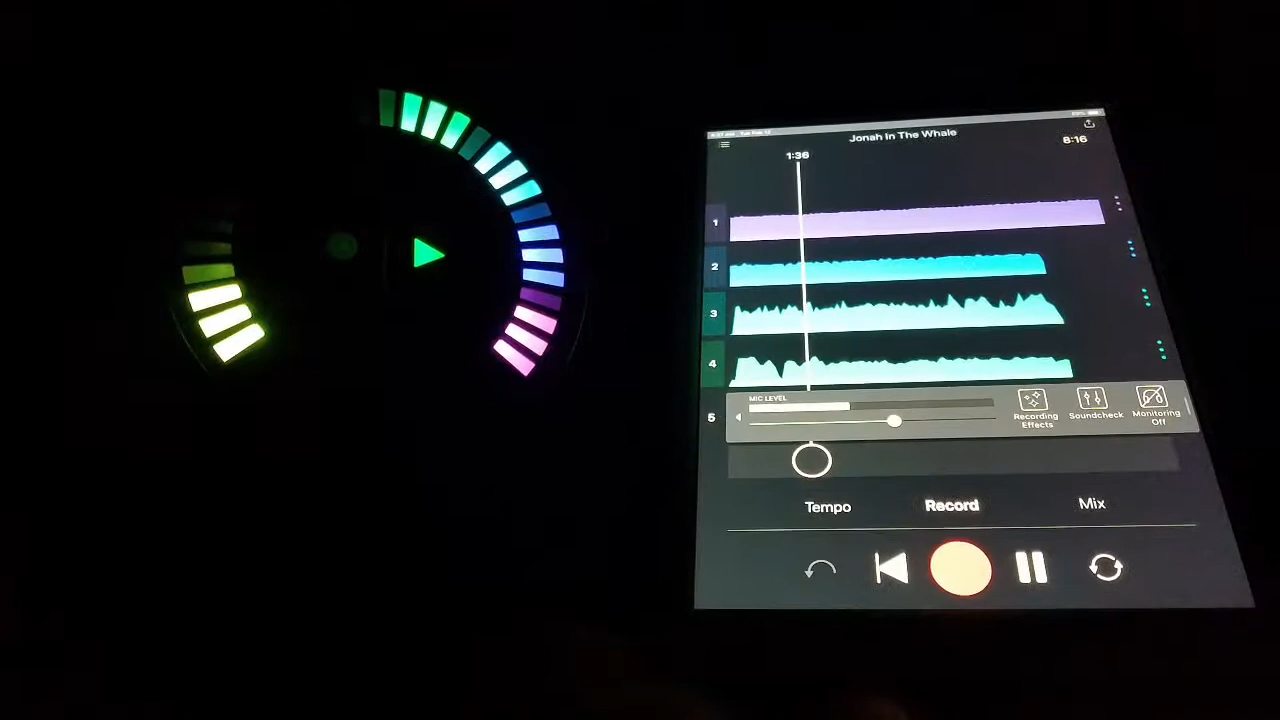 Jonah In The Whale
1:36
8:16
1
2
3
4
5
MIC LEVEL
Recording
Effects
Soundcheck
Monitoring
Off
Tempo
Record
Mix